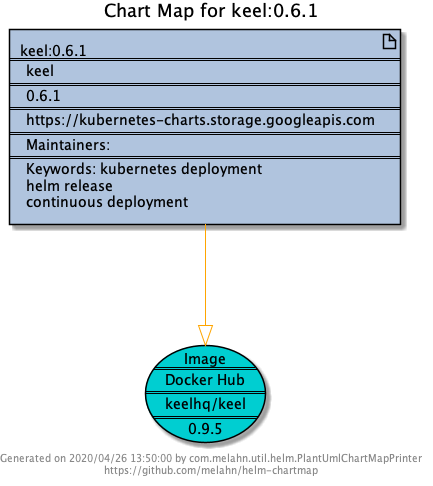 Chart Map for keel:0.6.1
keel:0.6.1
keel
0.6.1
https://kubernetes-charts.storage.googleapis.com
Maintainers:
Keywords: kubernetes deployment
helm release
continuous deployment
Image
Docker Hub
keelhq/keel
0.9.5
Generated on 2020/04/26 13:50:00 by com.melahn.util.helm.PlantUmlChartMapPrinter
https://github.com/melahn/helm-chartmap